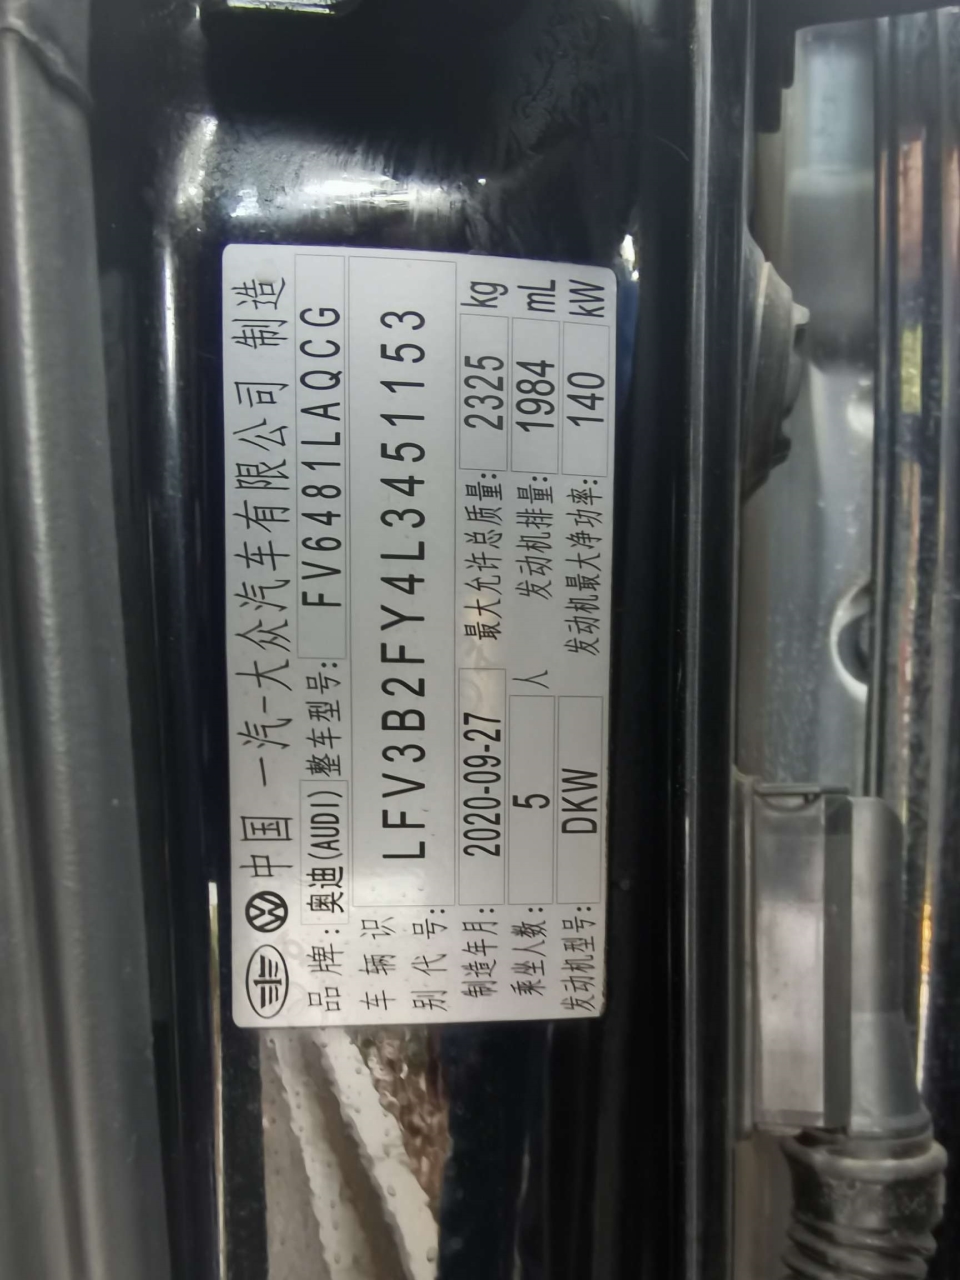 中国 一汽-大众汽车有限公司 制造
品牌: 奥迪(AUDI) 整车型号: FV6481LAQCG
车辆识别代号: LFV3B2FY4L3451153
制造年月: 2020-09-27 最大允许总质量: 2325 kg
乘坐人数: 5 人 发动机排量: 1984 mL
发动机型号: DKW 发动机最大净功率: 140 kW